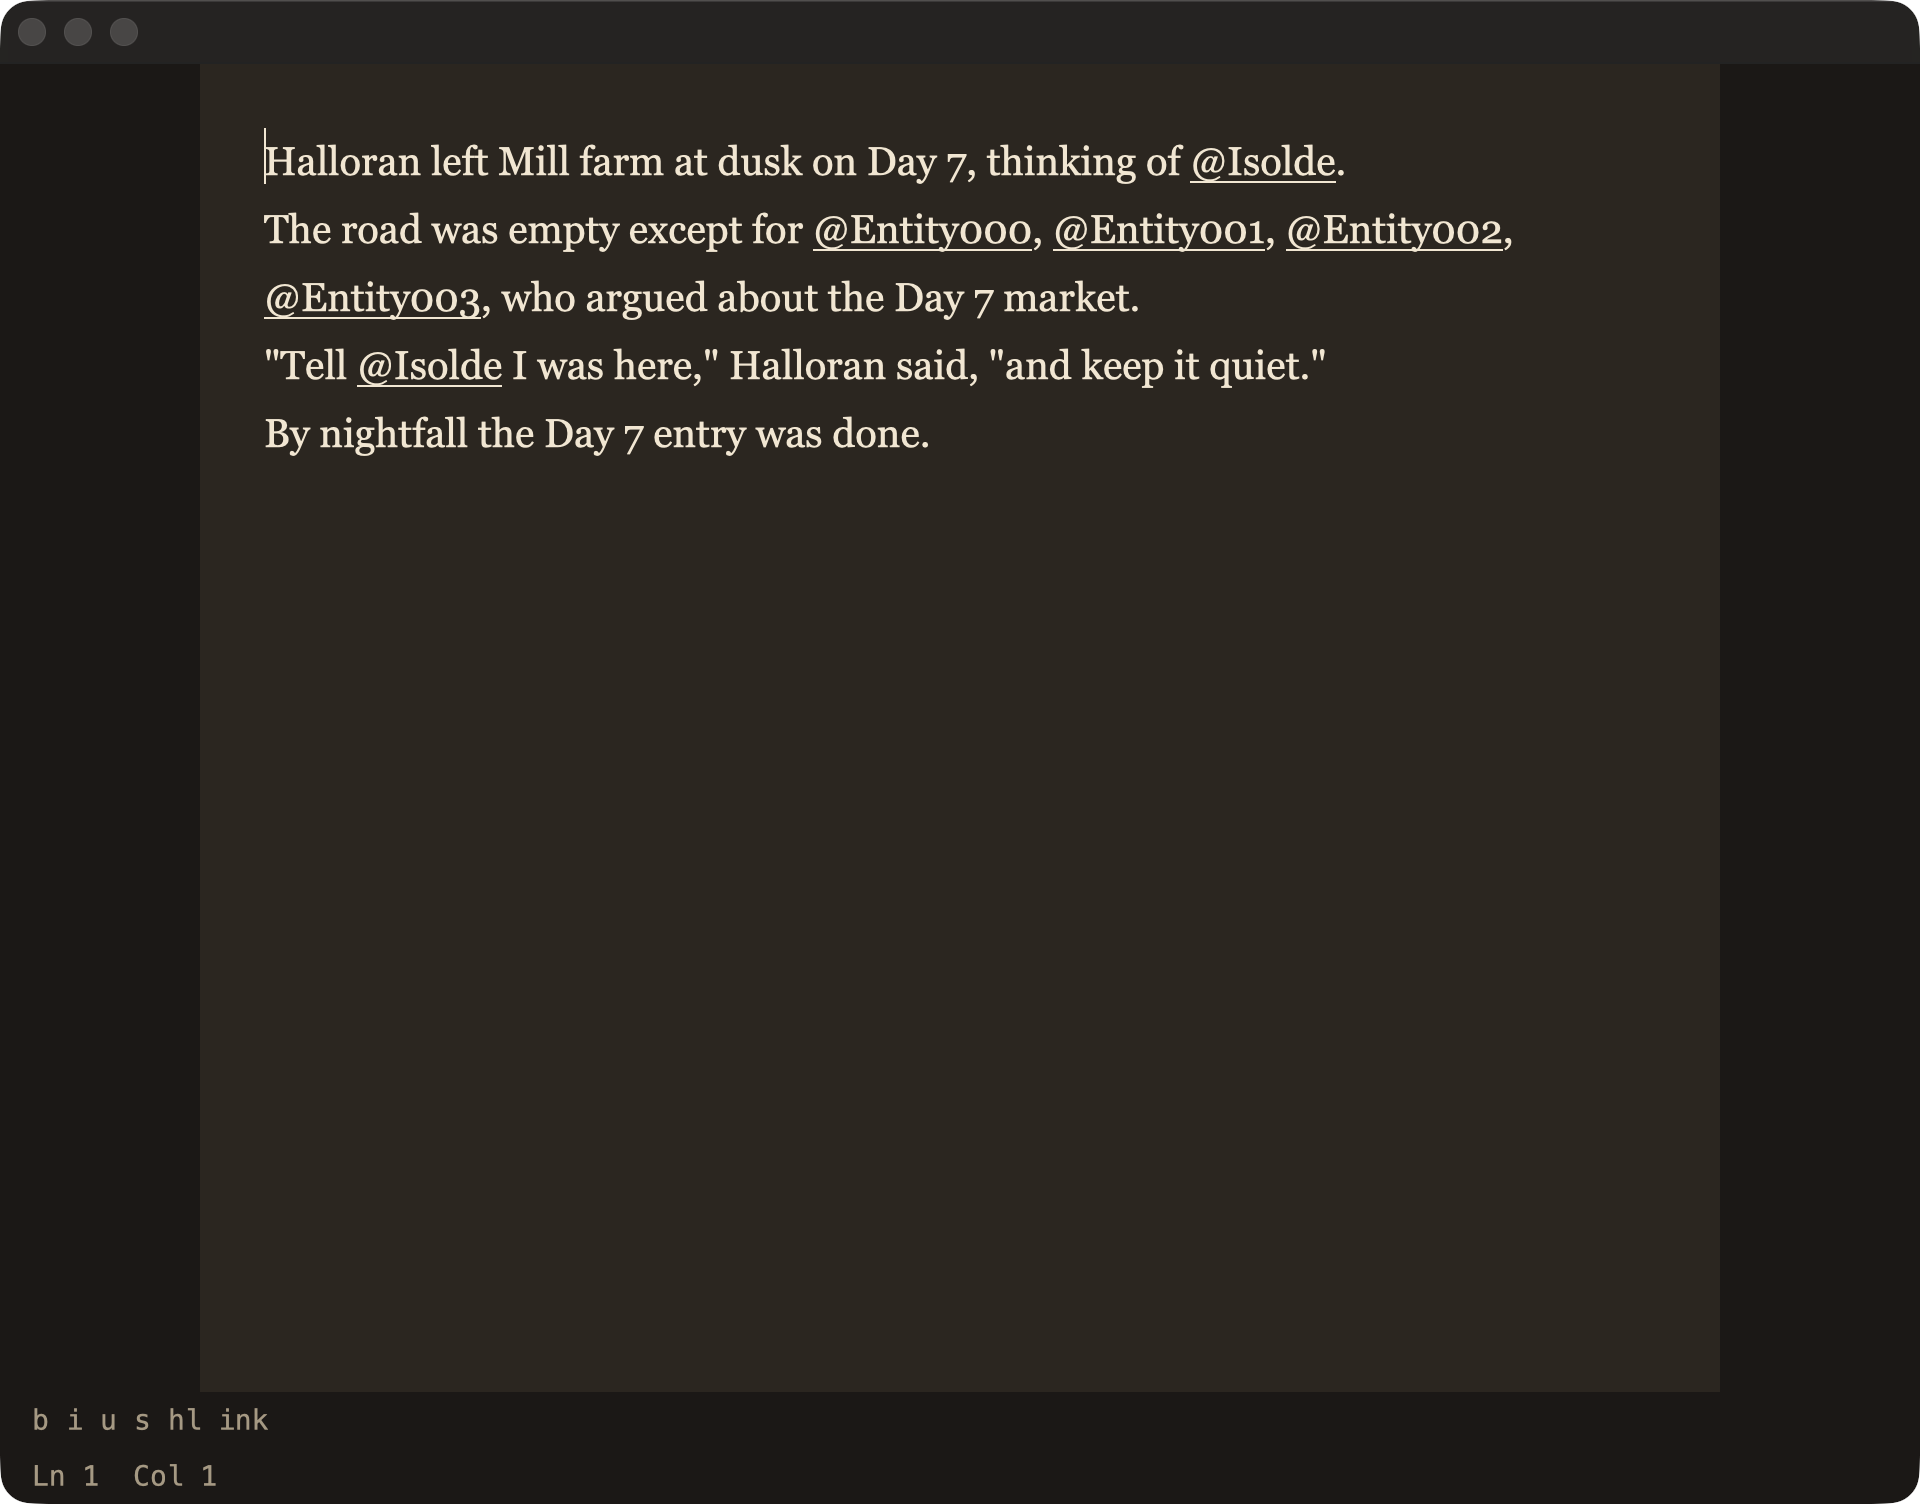 Halloran left Mill farm at dusk on Day 7, thinking of @Isolde.
The road was empty except for @Entity000, @Entity001, @Entity002,
@Entity003, who argued about the Day 7 market.
"Tell @Isolde I was here," Halloran said, "and keep it quiet."
By nightfall the Day 7 entry was done.
b i u s hl ink
Ln 1  Col 1